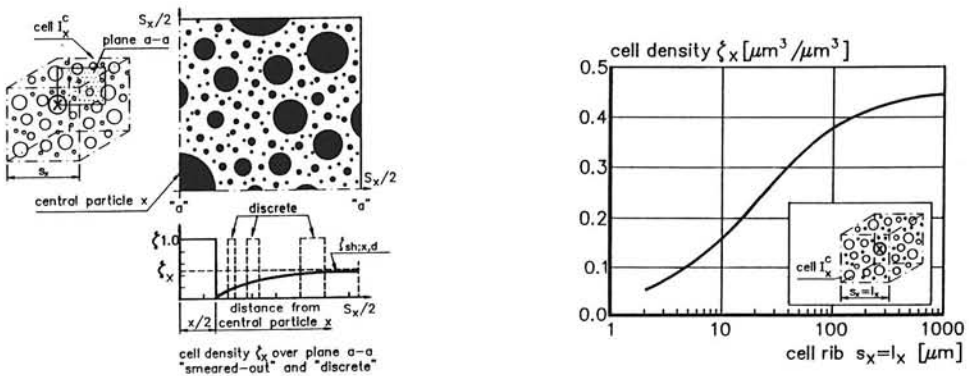 cell I_x^C
plane a-a
S_x/2
d
x
S_x
central particle x
S_x/2
"a"
"a"
discrete
ζ
1.0
ζ_sh;x,d
ζ_x
distance from
central particle x
x/2
S_x/2
cell density ζ_x over plane a-a
"smeared-out" and "discrete"
cell density ζ_x [μm³/μm³]
0.5
0.4
0.3
0.2
0.1
0.0
x
cell I_x^C
s_x=l_x
1
10
100
1000
cell rib s_x=l_x [μm]